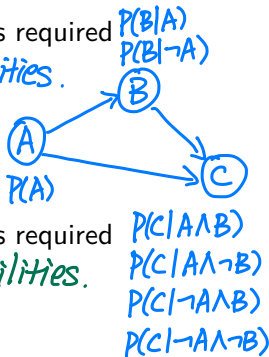 s required P(B|A)
P(B|¬A)
ities.
B
A
C
P(A)
s required P(C|A∧B)
ilities. P(C|A∧¬B)
P(C|¬A∧B)
P(C|¬A∧¬B)